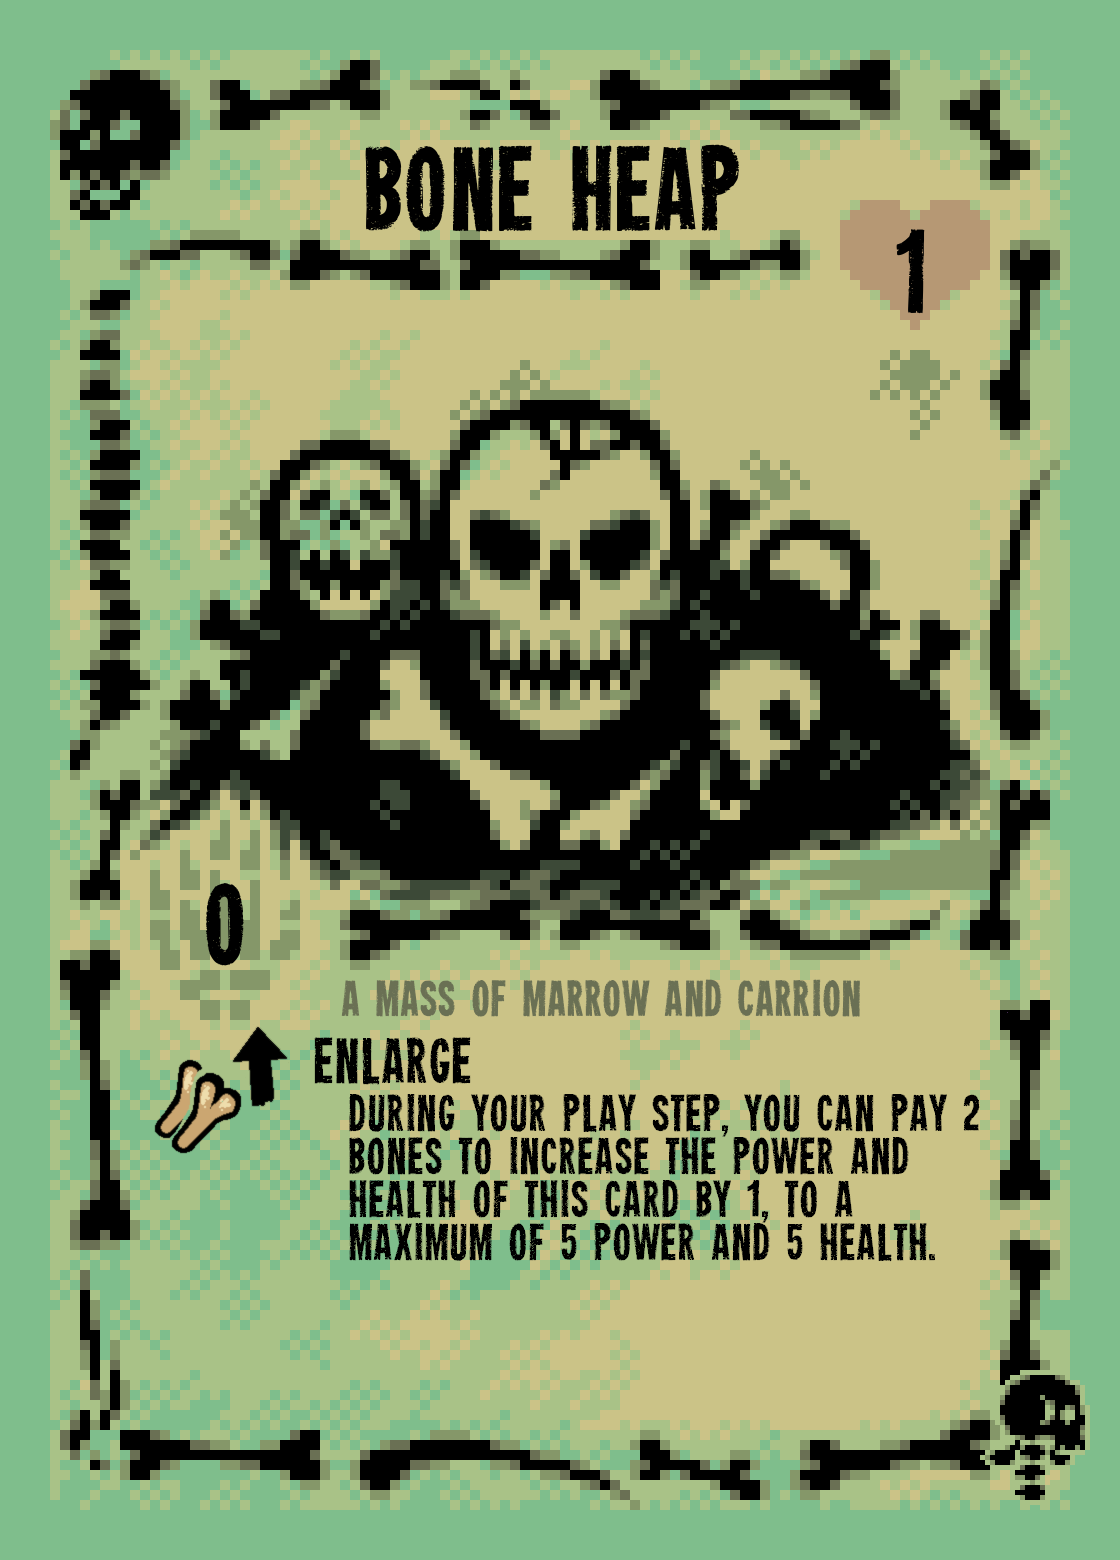 BONE HEAP
1
0
A MASS OF MARROW AND CARRION
ENLARGE
DURING YOUR PLAY STEP, YOU CAN PAY 2
BONES TO INCREASE THE POWER AND
HEALTH OF THIS CARD BY 1, TO A
MAXIMUM OF 5 POWER AND 5 HEALTH.